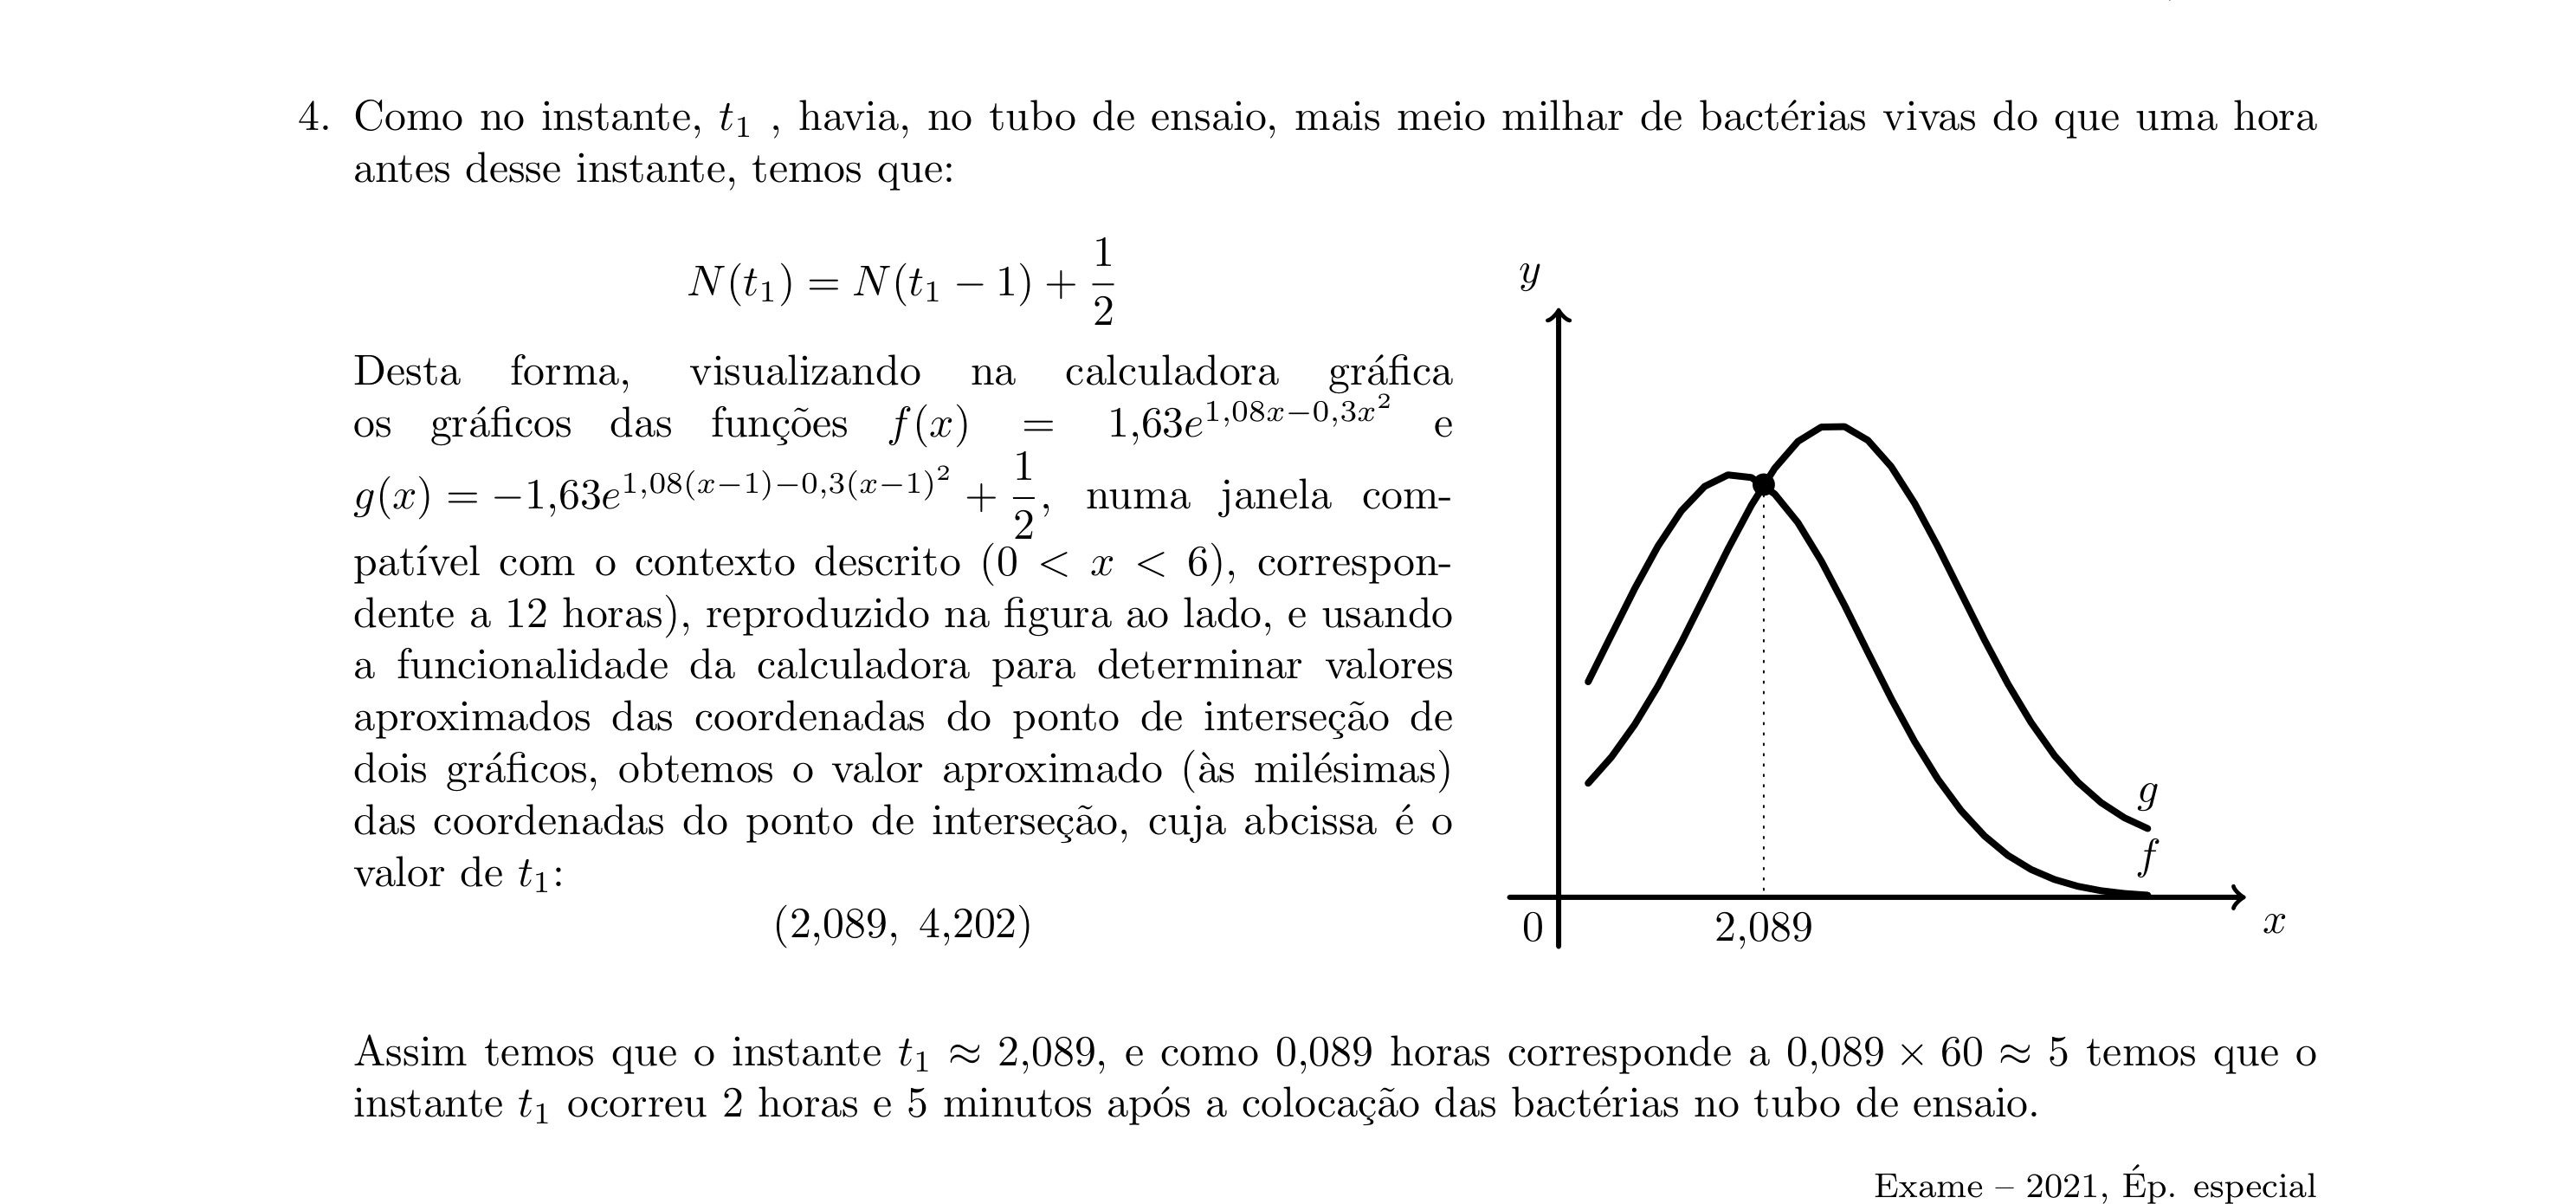 4. Como no instante, t₁ , havia, no tubo de ensaio, mais meio milhar de bactérias vivas do que uma hora
antes desse instante, temos que:
N(t₁) = N(t₁ − 1) + 1/2
Desta forma, visualizando na calculadora gráfica
os gráficos das funções f(x) = 1,63e^{1,08x−0,3x²} e
g(x) = −1,63e^{1,08(x−1)−0,3(x−1)²} + 1/2, numa janela com-
patível com o contexto descrito (0 < x < 6), correspon-
dente a 12 horas), reproduzido na figura ao lado, e usando
a funcionalidade da calculadora para determinar valores
aproximados das coordenadas do ponto de interseção de
dois gráficos, obtemos o valor aproximado (às milésimas)
das coordenadas do ponto de interseção, cuja abcissa é o
valor de t₁:
(2,089, 4,202)
y
g
f
0
2,089
x
Assim temos que o instante t₁ ≈ 2,089, e como 0,089 horas corresponde a 0,089 × 60 ≈ 5 temos que o
instante t₁ ocorreu 2 horas e 5 minutos após a colocação das bactérias no tubo de ensaio.
Exame – 2021, Ép. especial